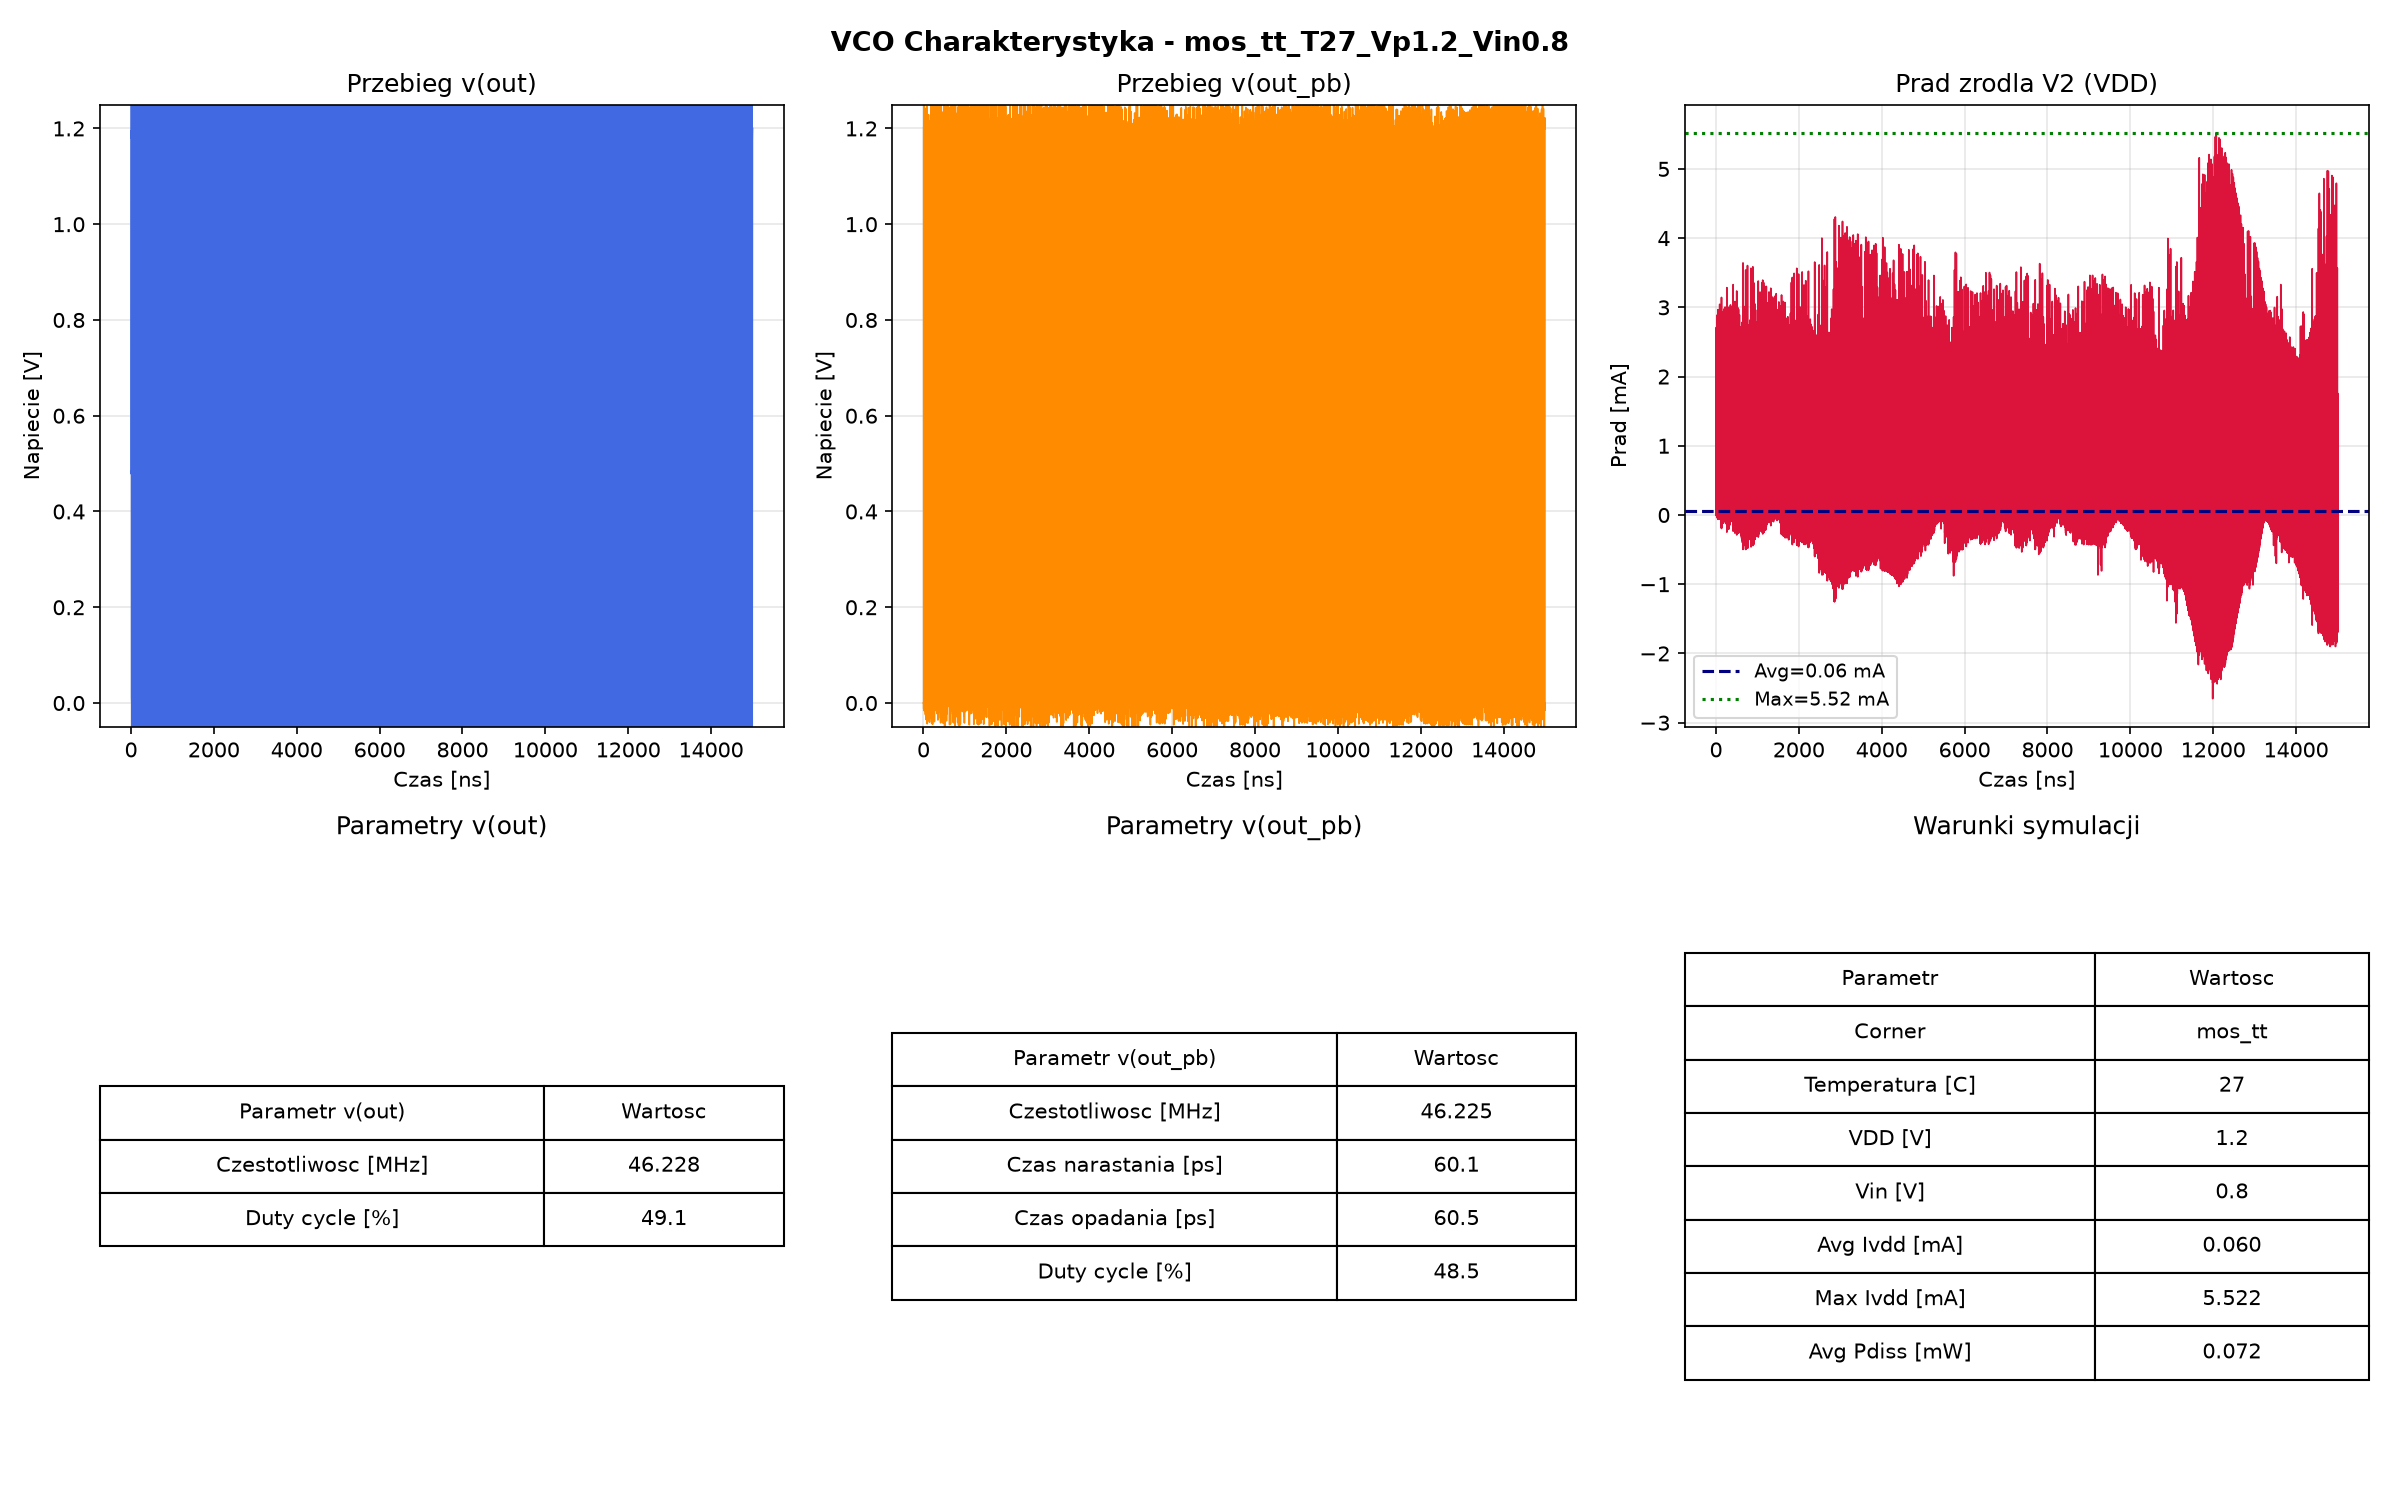 VCO Charakterystyka - mos_tt_T27_Vp1.2_Vin0.8
Przebieg v(out)
Napiecie [V]
1.2
1.0
0.8
0.6
0.4
0.2
0.0
0 2000 4000 6000 8000 10000 12000 14000
Czas [ns]
Przebieg v(out_pb)
Napiecie [V]
1.2
1.0
0.8
0.6
0.4
0.2
0.0
0 2000 4000 6000 8000 10000 12000 14000
Czas [ns]
Prad zrodla V2 (VDD)
Prad [mA]
5
4
3
2
1
0
−1
−2
−3
Avg=0.06 mA
Max=5.52 mA
0 2000 4000 6000 8000 10000 12000 14000
Czas [ns]
Parametry v(out)
Parametr v(out) Wartosc
Czestotliwosc [MHz] 46.228
Duty cycle [%] 49.1
Parametry v(out_pb)
Parametr v(out_pb) Wartosc
Czestotliwosc [MHz] 46.225
Czas narastania [ps] 60.1
Czas opadania [ps] 60.5
Duty cycle [%] 48.5
Warunki symulacji
Parametr Wartosc
Corner mos_tt
Temperatura [C] 27
VDD [V] 1.2
Vin [V] 0.8
Avg Ivdd [mA] 0.060
Max Ivdd [mA] 5.522
Avg Pdiss [mW] 0.072